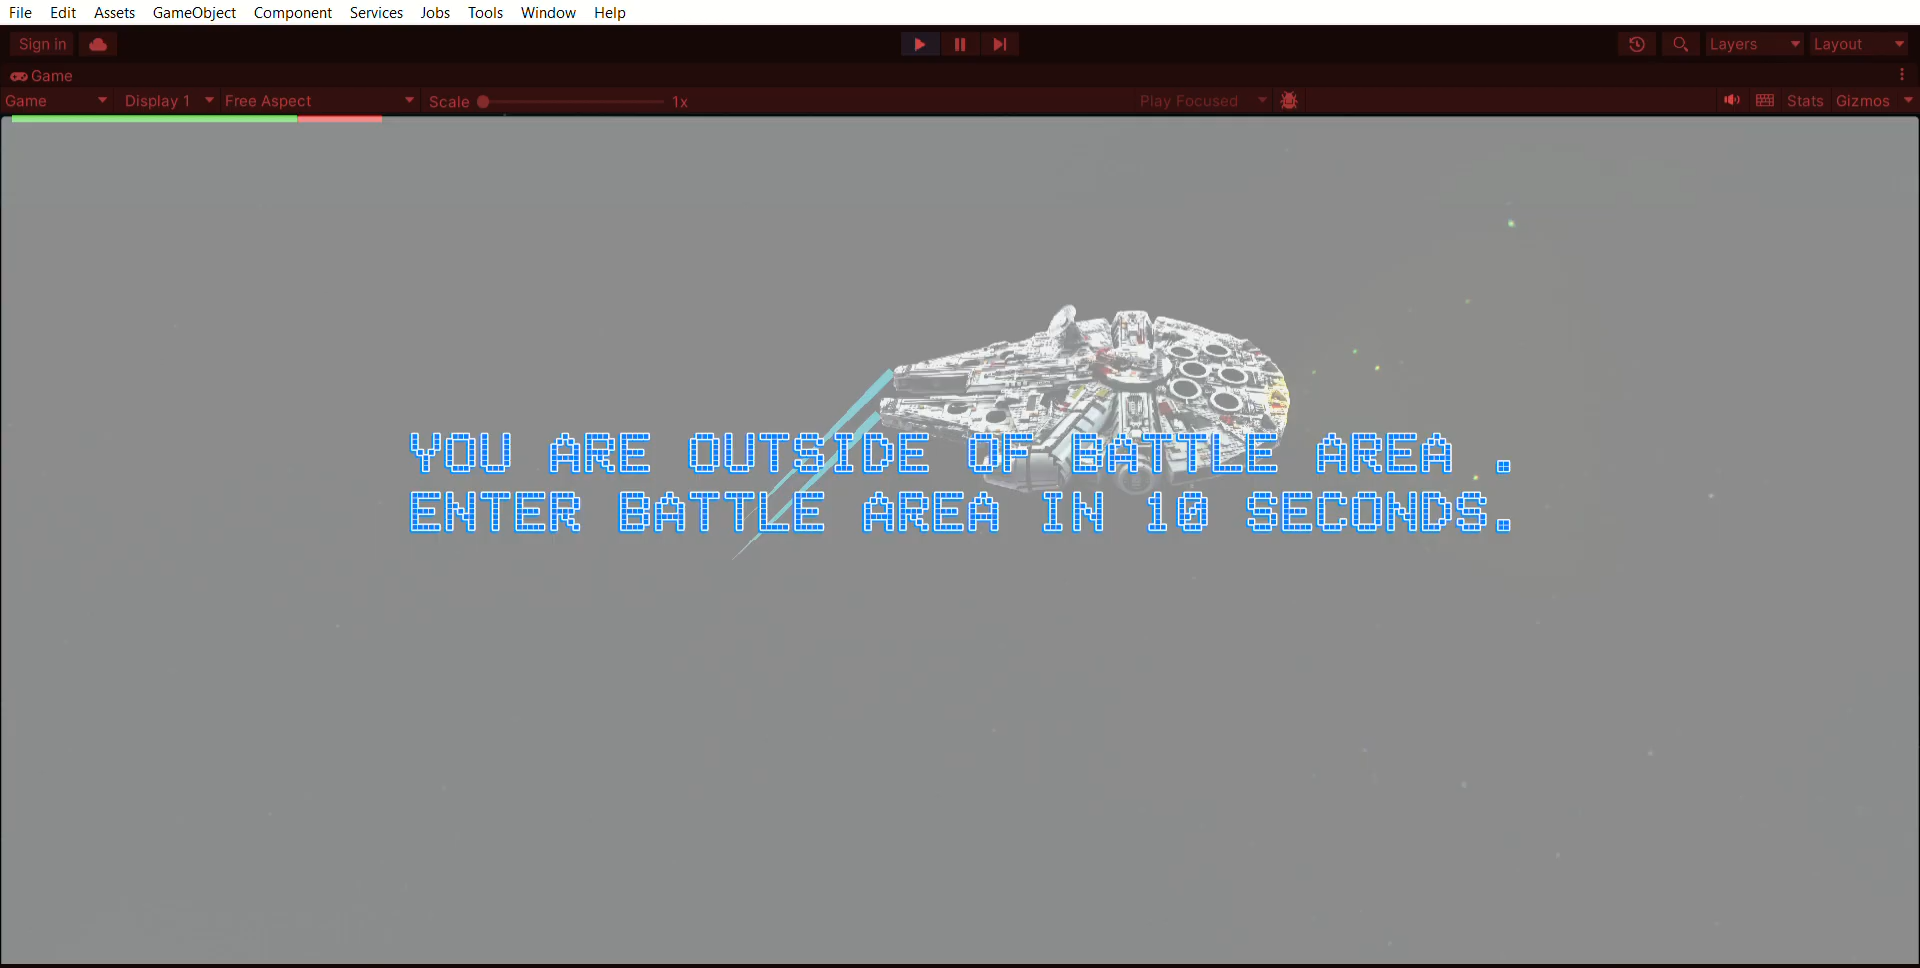 File Edit Assets GameObject Component Services Jobs Tools Window Help
Sign in Layers Layout
Game
Game Display 1 Free Aspect Scale 1x Play Focused Stats Gizmos
YOU ARE OUTSIDE OF BATTLE AREA .
ENTER BATTLE AREA IN 10 SECONDS.